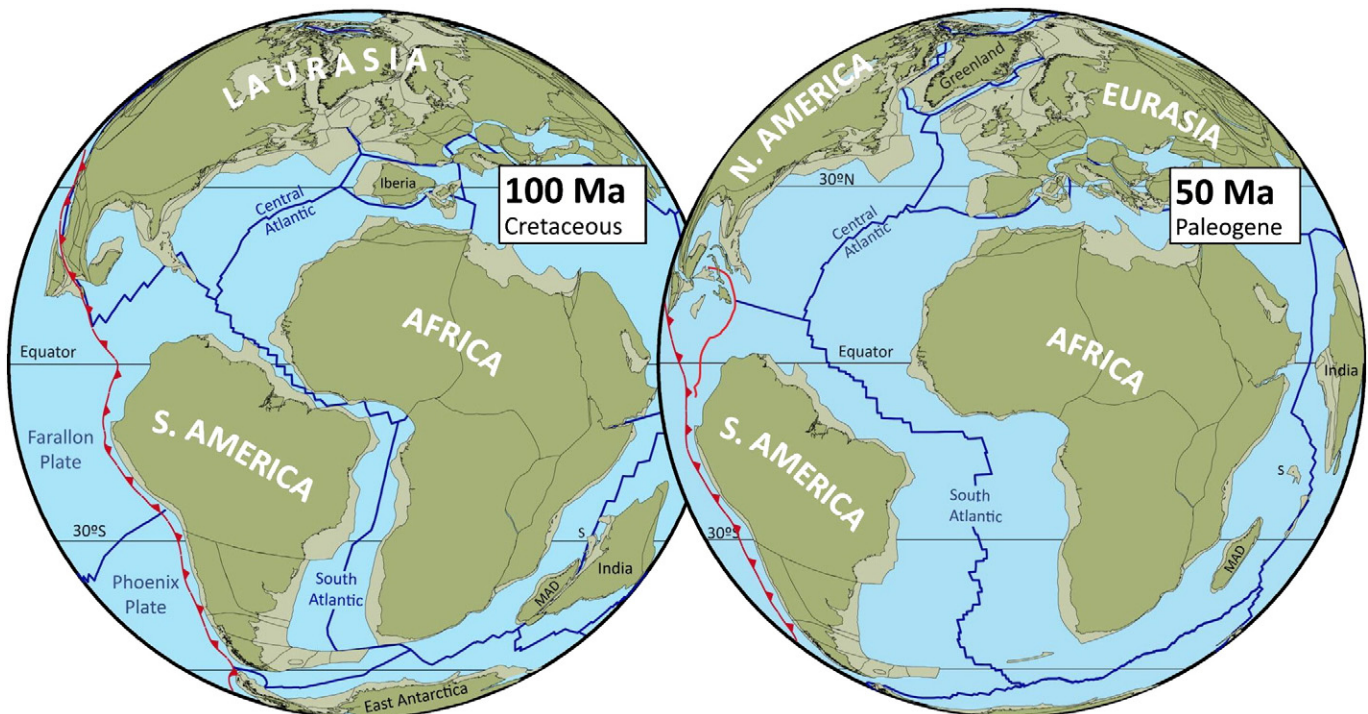 LAURASIA
Iberia
100 Ma
Cretaceous
Central
Atlantic
AFRICA
Equator
S. AMERICA
Farallon
Plate
30ºS
Phoenix
Plate
South
Atlantic
S
MAD
India
East Antarctica
N. AMERICA
Greenland
EURASIA
30ºN
50 Ma
Paleogene
Central
Atlantic
Equator
AFRICA
India
S. AMERICA
S
South
Atlantic
30ºS
MAD